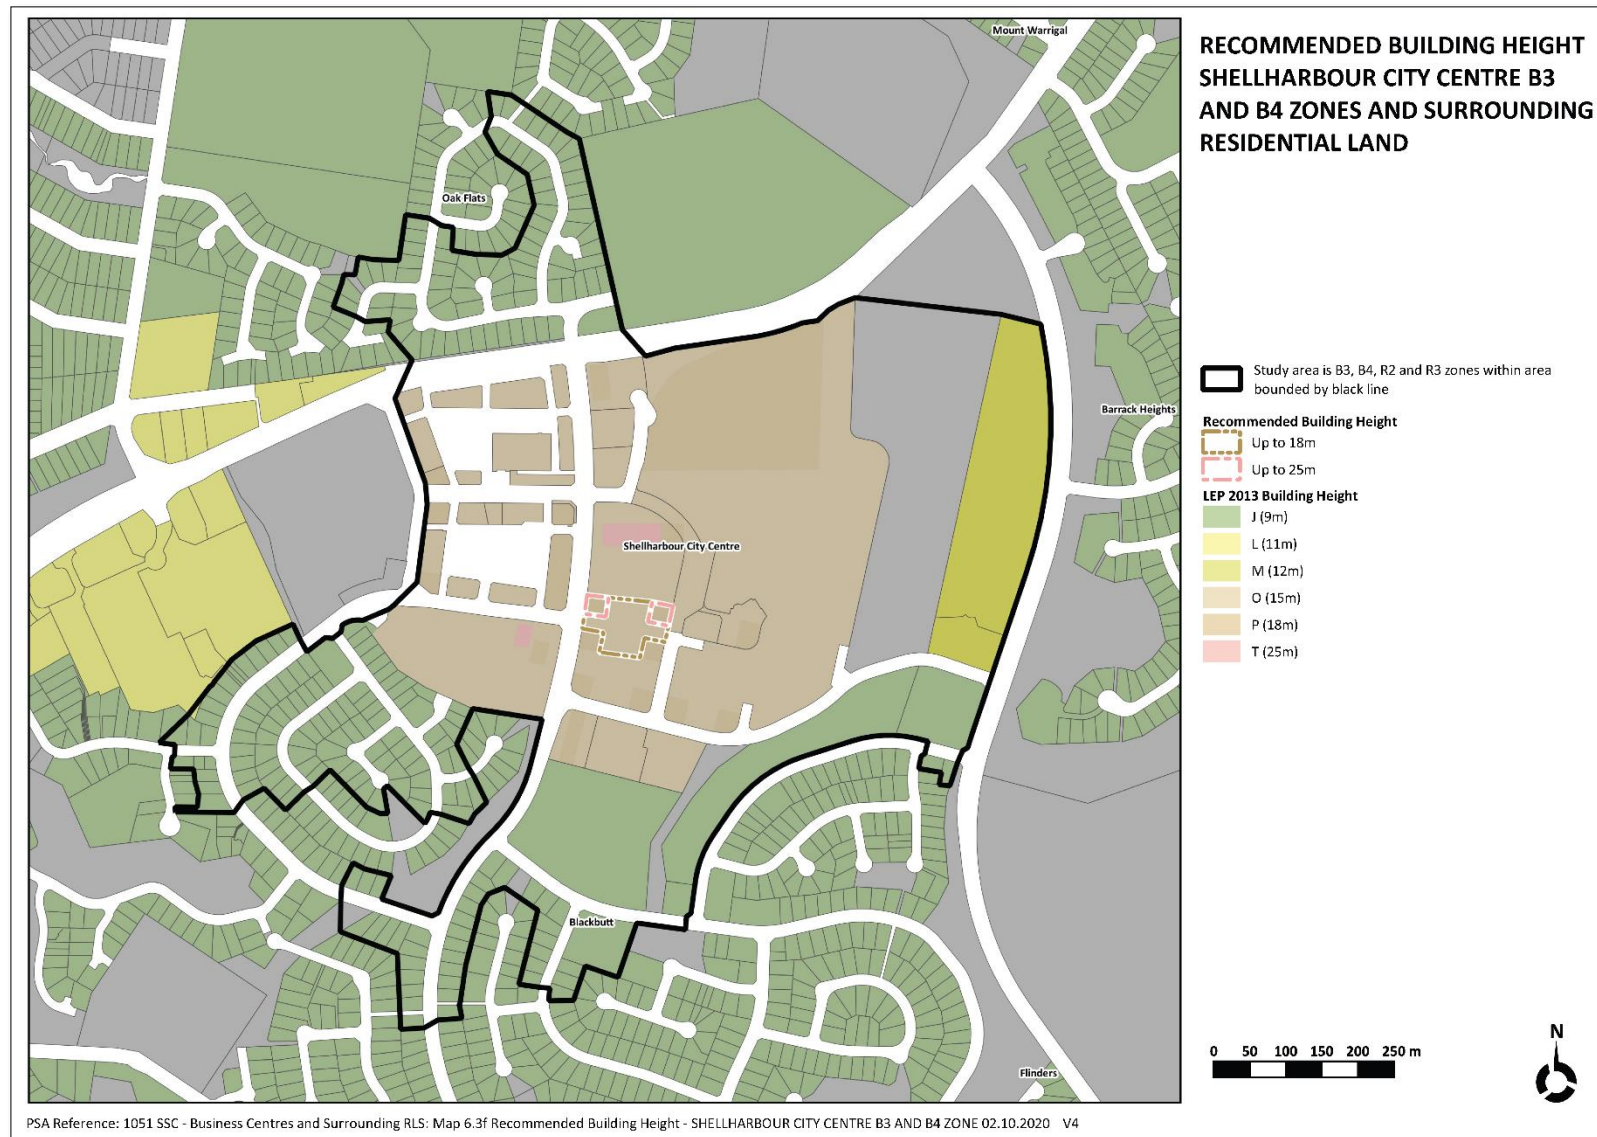 RECOMMENDED BUILDING HEIGHT
SHELLHARBOUR CITY CENTRE B3
AND B4 ZONES AND SURROUNDING
RESIDENTIAL LAND
Mount Warrigal
Oak Flats
Barrack Heights
Shellharbour City Centre
Blackbutt
Flinders
Study area is B3, B4, R2 and R3 zones within area
bounded by black line
Recommended Building Height
Up to 18m
Up to 25m
LEP 2013 Building Height
J (9m)
L (11m)
M (12m)
O (15m)
P (18m)
T (25m)
0 50 100 150 200 250 m
N
PSA Reference: 1051 SSC - Business Centres and Surrounding RLS: Map 6.3f Recommended Building Height - SHELLHARBOUR CITY CENTRE B3 AND B4 ZONE 02.10.2020 V4